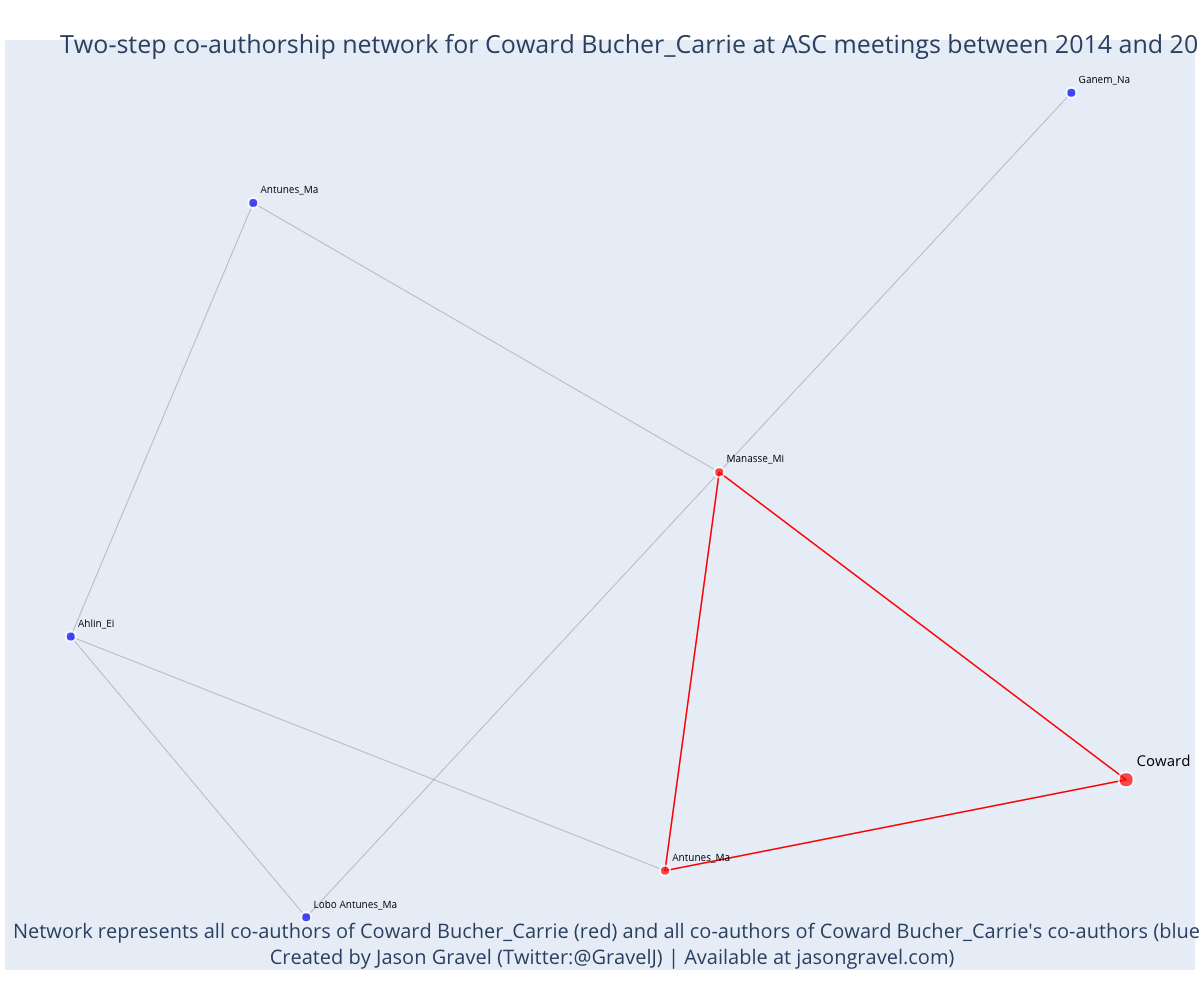 Two-step co-authorship network for Coward Bucher_Carrie at ASC meetings between 2014 and 20
Ganem_Na
Antunes_Ma
Manasse_Mi
Ahlin_Ei
Coward
Antunes_Ma
Lobo Antunes_Ma
Network represents all co-authors of Coward Bucher_Carrie (red) and all co-authors of Coward Bucher_Carrie's co-authors (blue
Created by Jason Gravel (Twitter:@GravelJ) | Available at jasongravel.com)